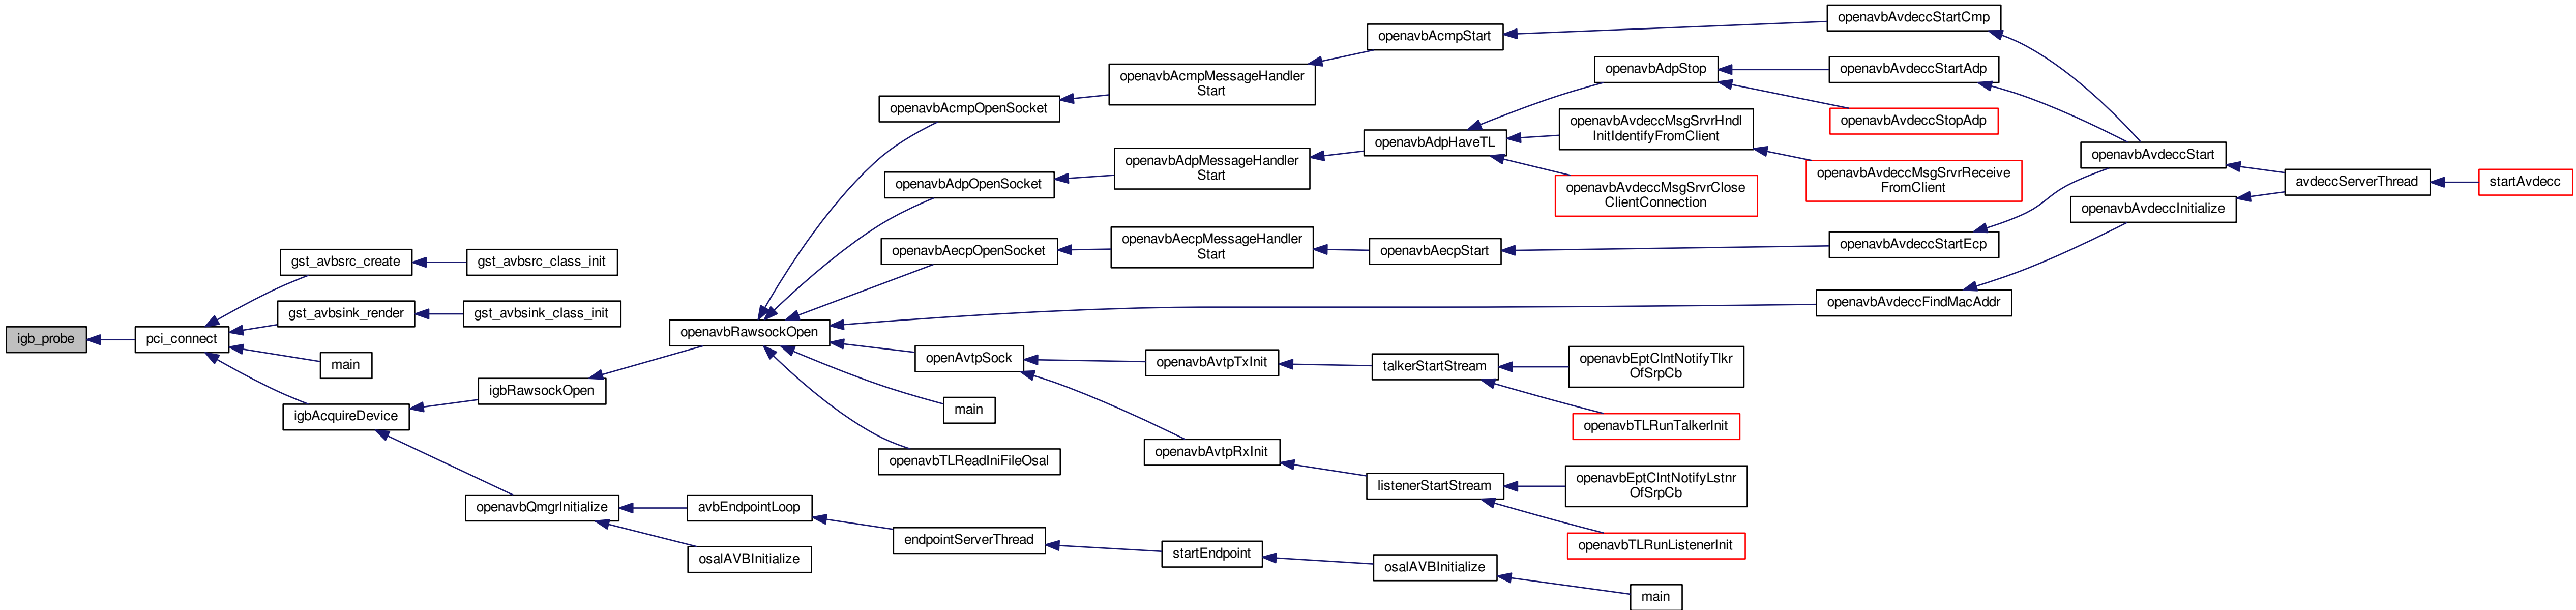 igb_probe
pci_connect
gst_avbsrc_create
gst_avbsrc_class_init
gst_avbsink_render
gst_avbsink_class_init
main
igbAcquireDevice
igbRawsockOpen
openavbRawsockOpen
openavbAcmpOpenSocket
openavbAcmpMessageHandler
Start
openavbAcmpStart
openavbAvdeccStartCmp
openavbAdpOpenSocket
openavbAdpMessageHandler
Start
openavbAdpHaveTL
openavbAdpStop
openavbAvdeccStartAdp
openavbAvdeccStopAdp
openavbAvdeccMsgSrvrHndl
InitIdentifyFromClient
openavbAvdeccMsgSrvrReceive
FromClient
openavbAvdeccMsgSrvrClose
ClientConnection
openavbAvdeccStart
avdeccServerThread
startAvdecc
openavbAvdeccInitialize
openavbAecpOpenSocket
openavbAecpMessageHandler
Start
openavbAecpStart
openavbAvdeccStartEcp
openavbAvdeccFindMacAddr
openAvtpSock
openavbAvtpTxInit
talkerStartStream
openavbEptClntNotifyTlkr
OfSrpCb
openavbTLRunTalkerInit
main
openavbTLReadIniFileOsal
openavbAvtpRxInit
listenerStartStream
openavbEptClntNotifyLstnr
OfSrpCb
openavbTLRunListenerInit
openavbQmgrInitialize
avbEndpointLoop
endpointServerThread
startEndpoint
osalAVBInitialize
main
osalAVBInitialize